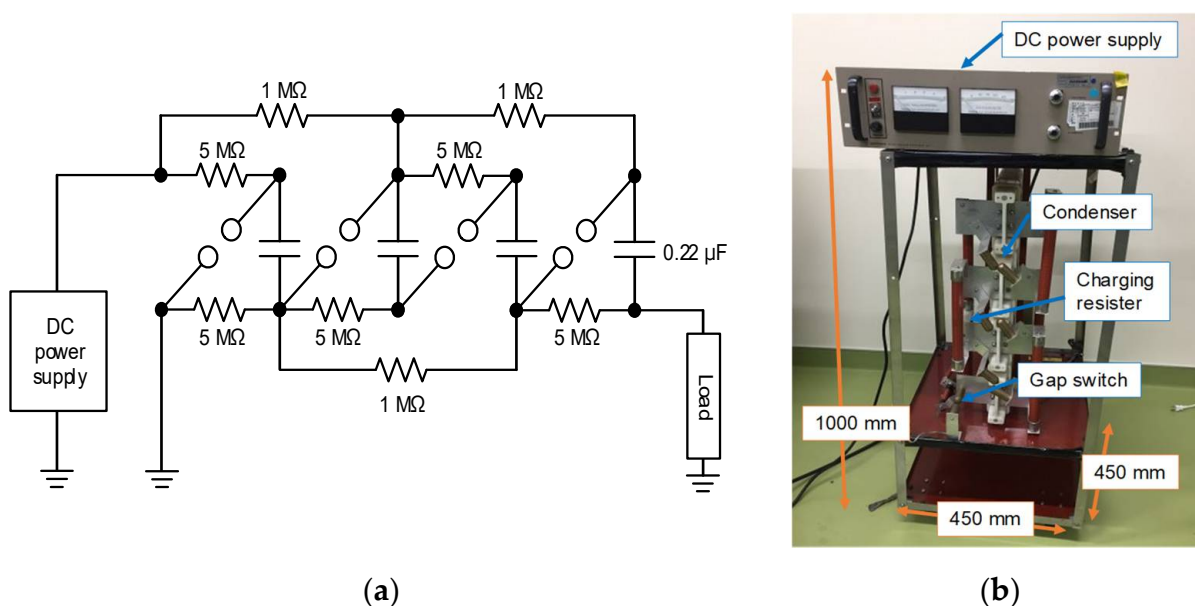 1 MΩ
1 MΩ
5 MΩ
5 MΩ
0.22 µF
5 MΩ
5 MΩ
5 MΩ
1 MΩ
DC
power
supply
Load
(a)
DC power supply
Condenser
Charging
resister
Gap switch
1000 mm
450 mm
450 mm
(b)